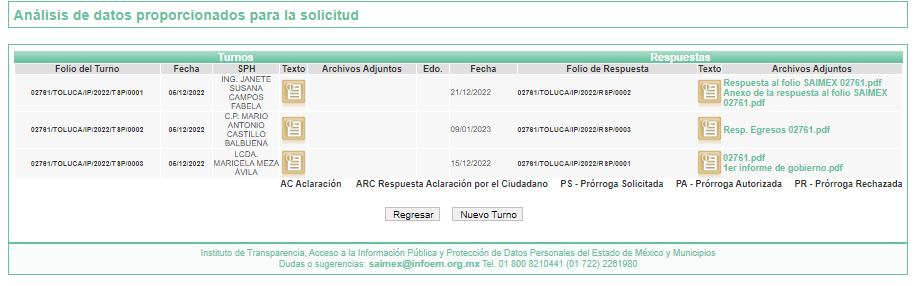 Análisis de datos proporcionados para la solicitud
Turnos Respuestas
Folio del Turno Fecha SPH Texto Archivos Adjuntos Edo. Fecha Folio de Respuesta Texto Archivos Adjuntos
02761/TOLUCA/IP/2022/TSP/0001 06/12/2022 ING. JANETE SUSANA CAMPOS FABELA 21/12/2022 02761/TOLUCA/IP/2022/RSP/0002 Respuesta al folio SAIMEX 02761.pdf
Anexo de la respuesta al folio SAIMEX 02761.pdf
02761/TOLUCA/IP/2022/TSP/0002 06/12/2022 C.P. MARIO ANTONIO CASTILLO BALBUENA 09/01/2023 02761/TOLUCA/IP/2022/RSP/0003 Resp. Egresos 02761.pdf
02761/TOLUCA/IP/2022/TSP/0003 06/12/2022 LCDA. MARICELA MEZA ÁVILA 15/12/2022 02761/TOLUCA/IP/2022/RSP/0001 02761.pdf
1er informe de gobierno.pdf
AC Aclaración ARC Respuesta Aclaración por el Ciudadano PS - Prórroga Solicitada PA - Prórroga Autorizada PR - Prórroga Rechazada
Regresar Nuevo Turno
Instituto de Transparencia, Acceso a la Información Pública y Protección de Datos Personales del Estado de México y Municipios
Dudas o sugerencias: saimex@infoem.org.mx Tel. 01 800 8210441 (01 722) 2261980